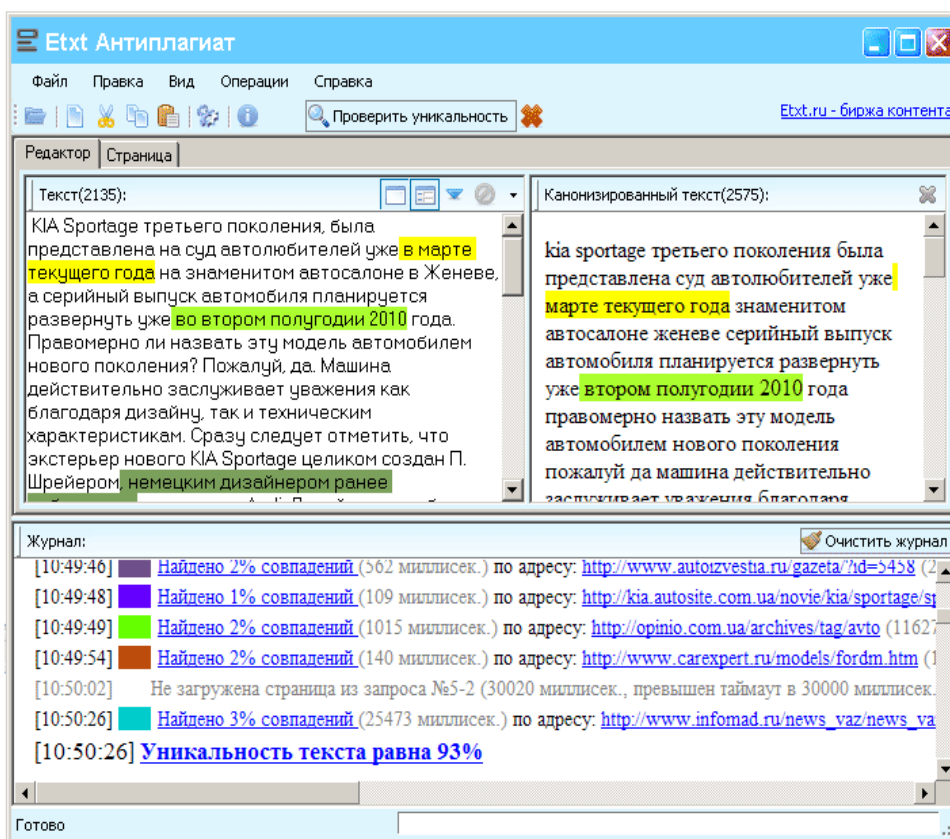 Etxt Антиплагиат
Файл Правка Вид Операции Справка
Проверить уникальность
Etxt.ru - биржа контента
Редактор Страница
Текст(2135):
KIA Sportage третьего поколения, была
представлена на суд автолюбителей уже в марте
текущего года на знаменитом автосалоне в Женеве,
а серийный выпуск автомобиля планируется
развернуть уже во втором полугодии 2010 года.
Правомерно ли назвать эту модель автомобилем
нового поколения? Пожалуй, да. Машина
действительно заслуживает уважения как
благодаря дизайну, так и техническим
характеристикам. Сразу следует отметить, что
экстерьер нового KIA Sportage целиком создан П.
Шрейером, немецким дизайнером ранее
Канонизированный текст(2575):
kia sportage третьего поколения была
представлена суд автолюбителей уже
марте текущего года знаменитом
автосалоне женеве серийный выпуск
автомобиля планируется развернуть
уже втором полугодии 2010 года
правомерно назвать эту модель
автомобилем нового поколения
пожалуй да машина действительно
заслуживает уважения благодаря
Журнал:
Очистить журнал
[10:49:46] Найдено 2% совпадений (562 миллисек.) по адресу: http://www.autoizvestia.ru/gazeta/?id=5458 (2
[10:49:48] Найдено 1% совпадений (109 миллисек.) по адресу: http://kia.autosite.com.ua/novie/kia/sportage/sp
[10:49:49] Найдено 2% совпадений (1015 миллисек.) по адресу: http://opinio.com.ua/archives/tag/avto (11627
[10:49:54] Найдено 2% совпадений (140 миллисек.) по адресу: http://www.carexpert.ru/models/fordm.htm (1
[10:50:02] Не загружена страница из запроса №5-2 (30020 миллисек., превышен таймаут в 30000 миллисек.
[10:50:26] Найдено 3% совпадений (25473 миллисек.) по адресу: http://www.infomad.ru/news_vaz/news_va
[10:50:26] Уникальность текста равна 93%
Готово